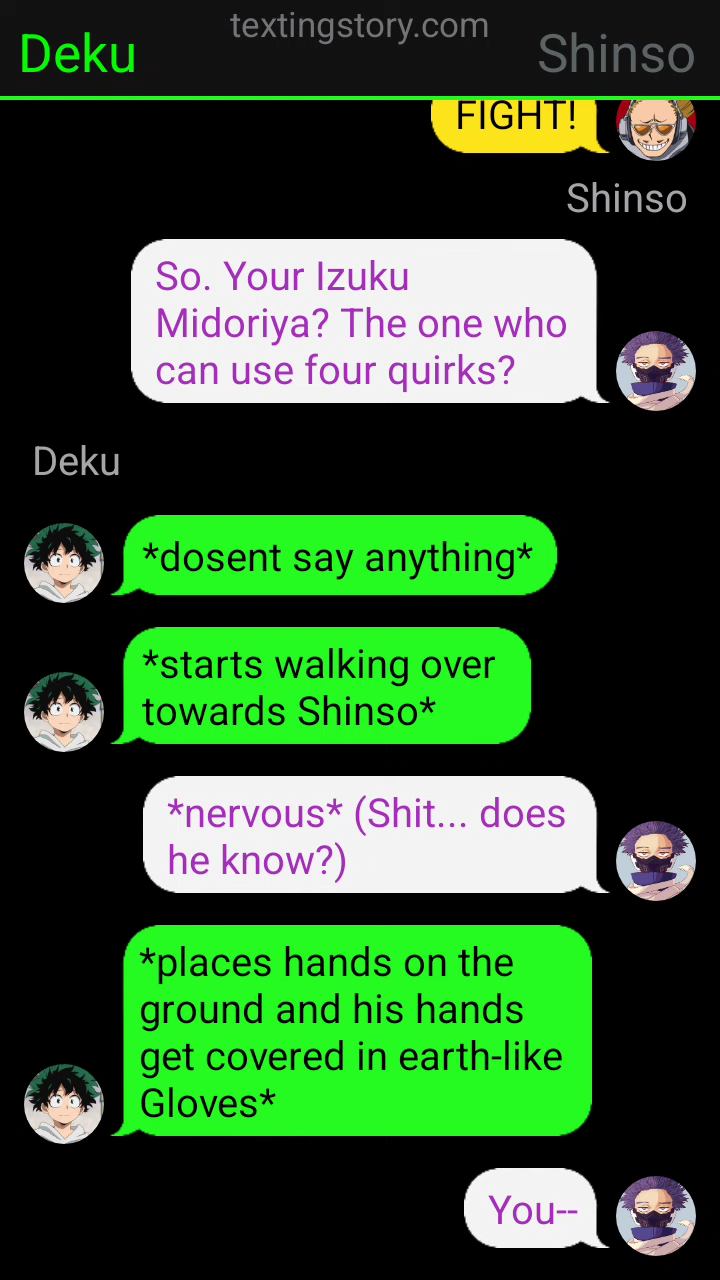 textingstory.com
Deku
Shinso
FIGHT!
Shinso
So. Your Izuku
Midoriya? The one who
can use four quirks?
Deku
*dosent say anything*
*starts walking over
towards Shinso*
*nervous* (Shit... does
he know?)
*places hands on the
ground and his hands
get covered in earth-like
Gloves*
You--